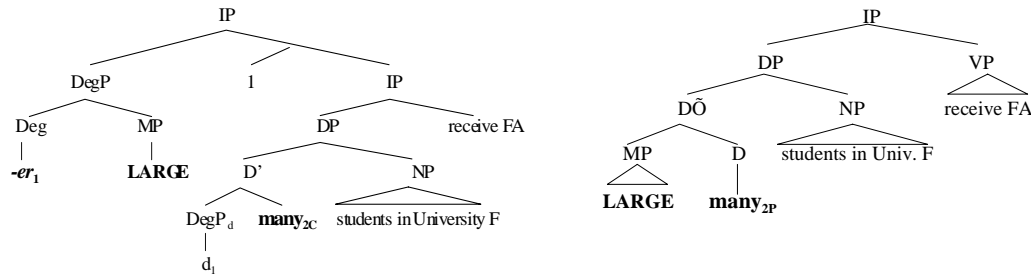 IP
DegP 1 IP
Deg MP DP receive FA
-er1 LARGE D’ NP
DegPd many2C students in University F
d1
IP
DP VP
DÕ NP receive FA
MP D students in Univ. F
LARGE many2P